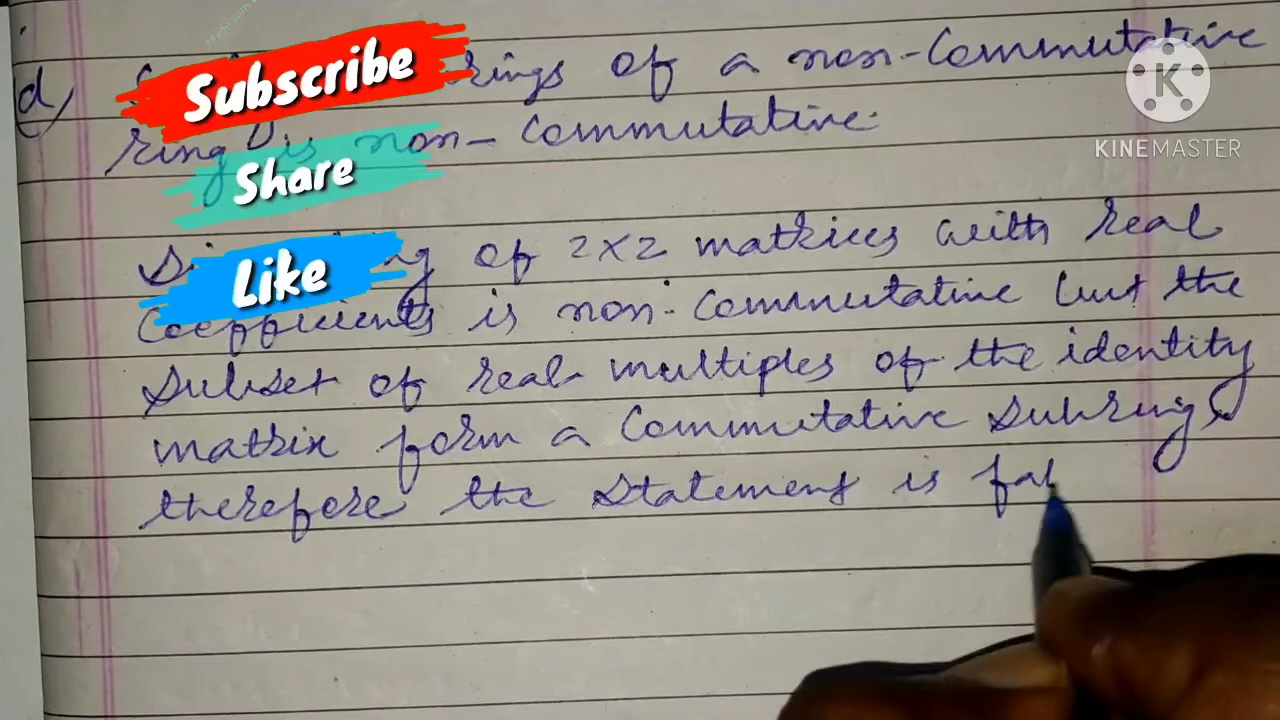 d) rings of a non-Commutative
ring is non-Commutative.
of 2x2 matrices with real
Coefficients is non-Commutative but the
Subset of real multiples of the identity
matrix form a Commutative Subring,
therefore the Statement is fal
Subscribe
Share
Like
K
KINEMASTER